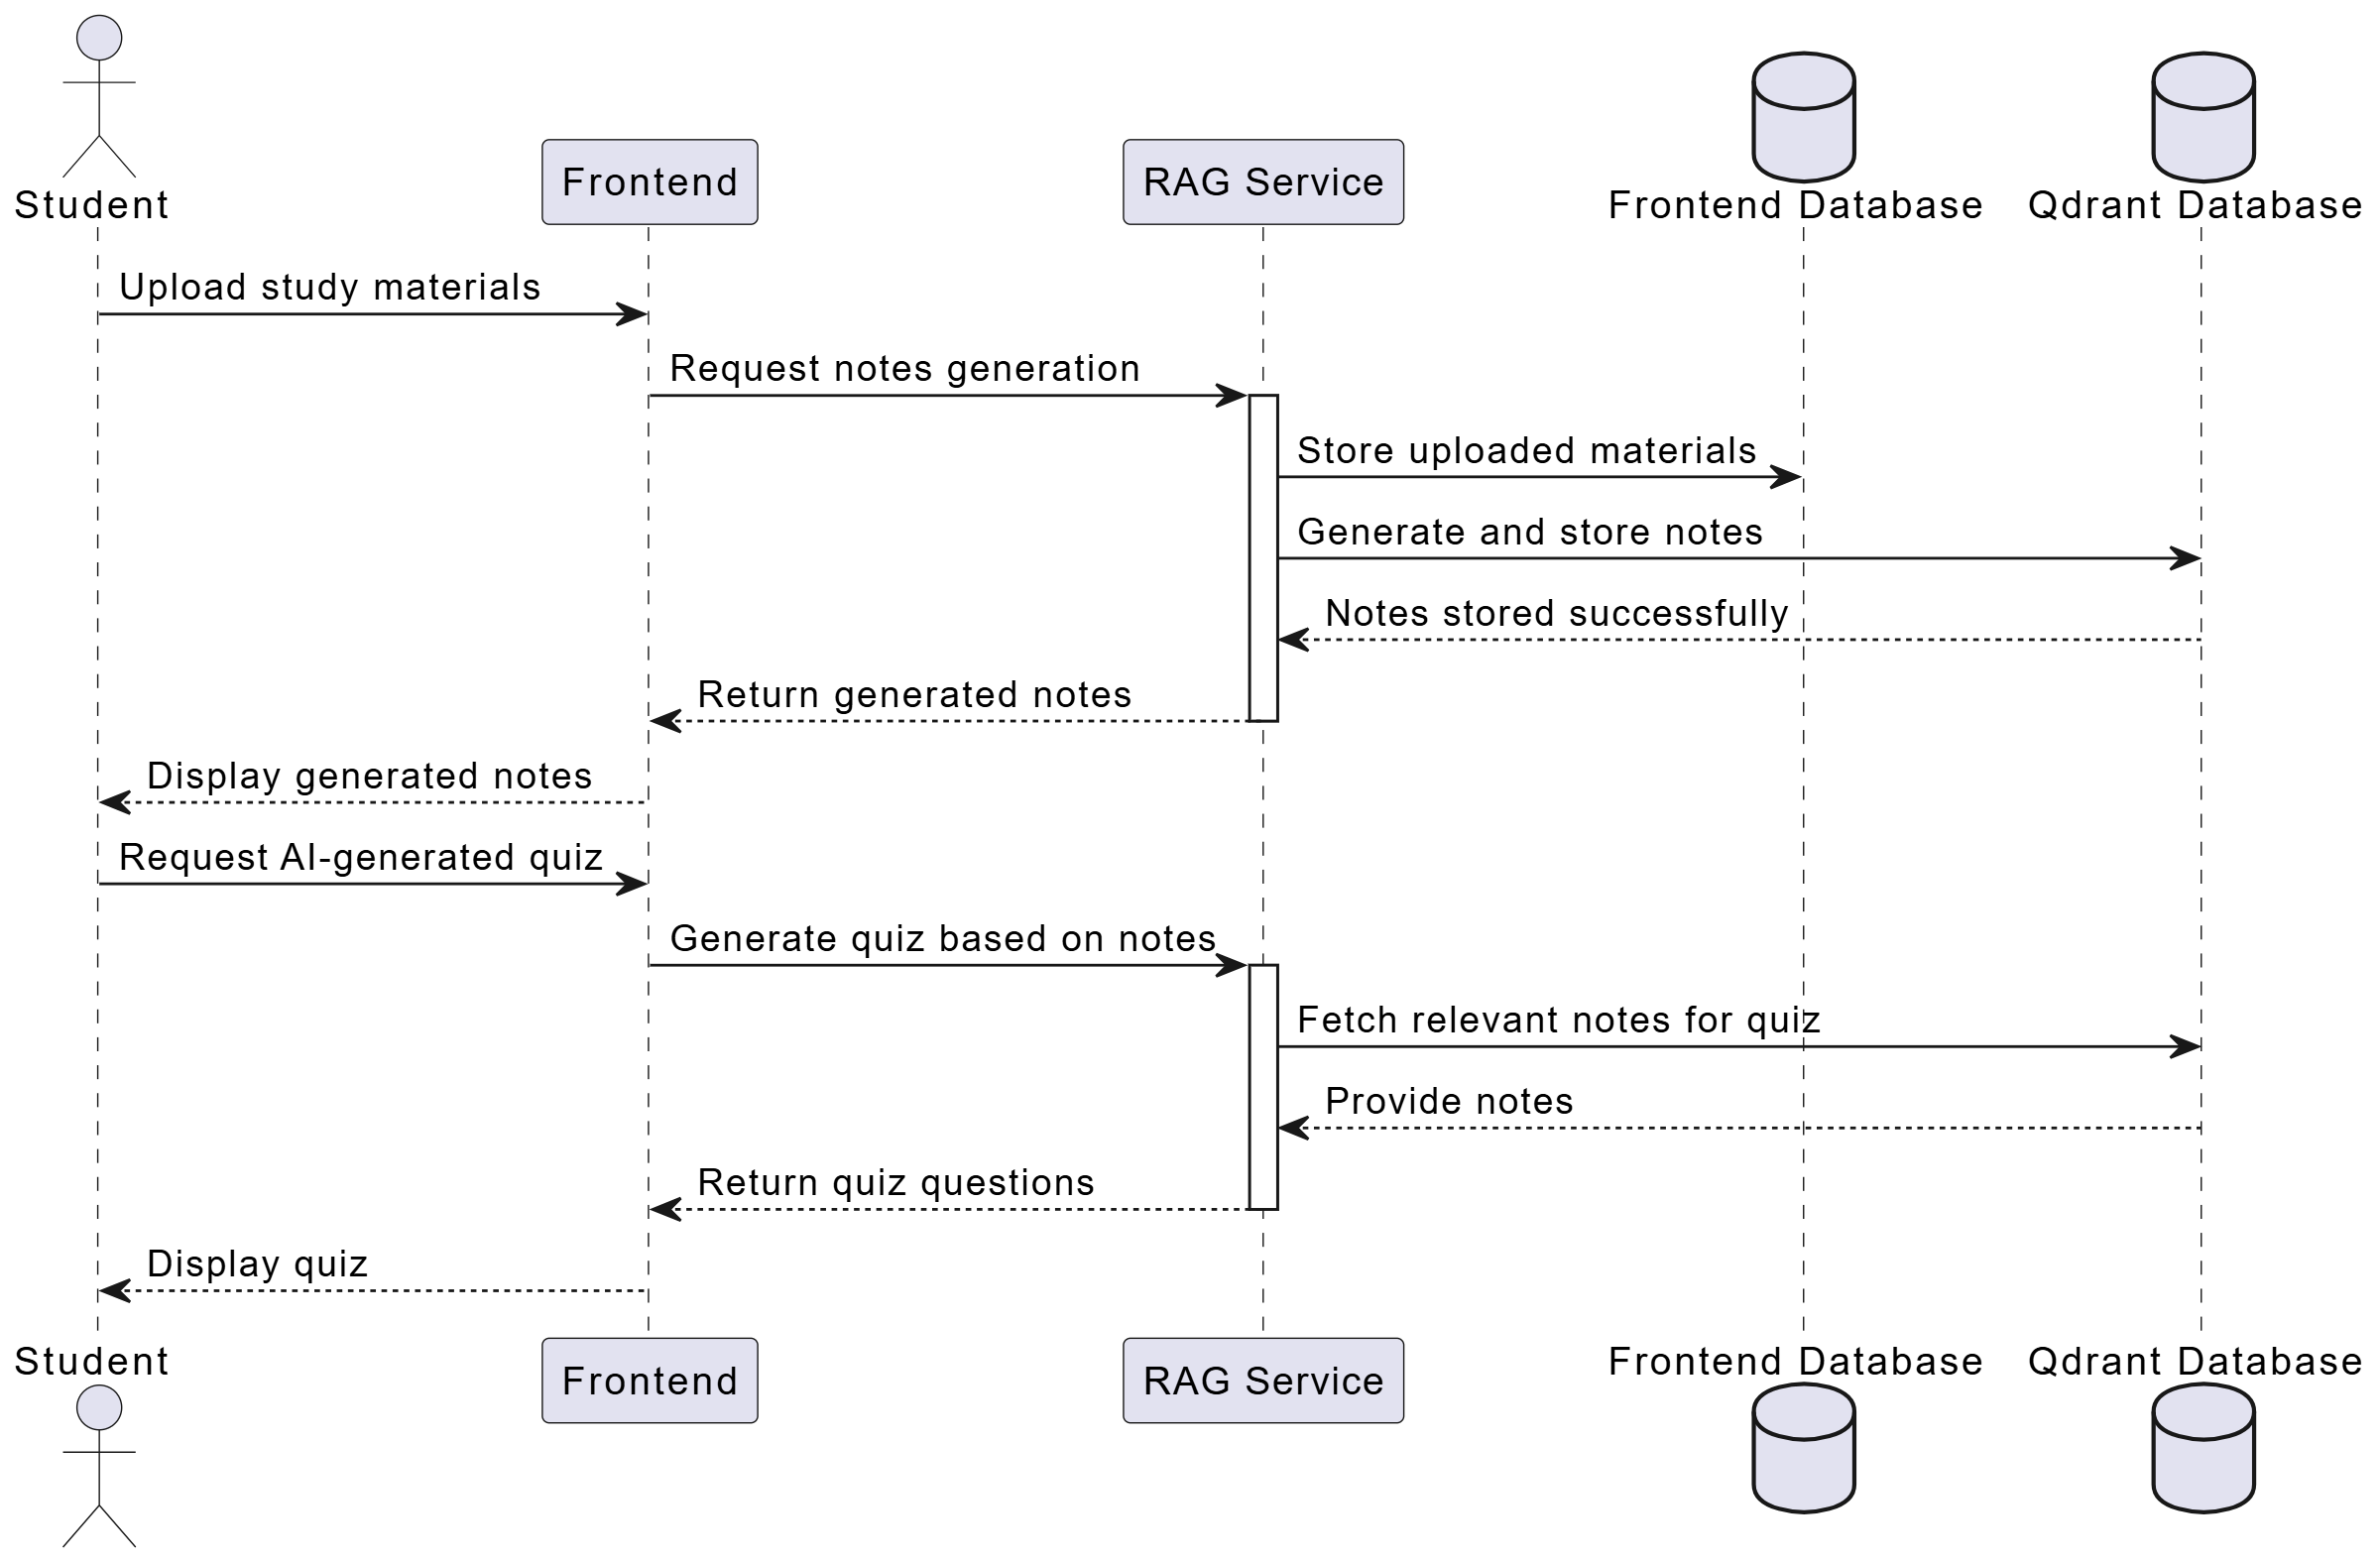 Student
Frontend
RAG Service
Frontend Database
Qdrant Database
Upload study materials
Request notes generation
Store uploaded materials
Generate and store notes
Notes stored successfully
Return generated notes
Display generated notes
Request AI-generated quiz
Generate quiz based on notes
Fetch relevant notes for quiz
Provide notes
Return quiz questions
Display quiz
Student
Frontend
RAG Service
Frontend Database
Qdrant Database